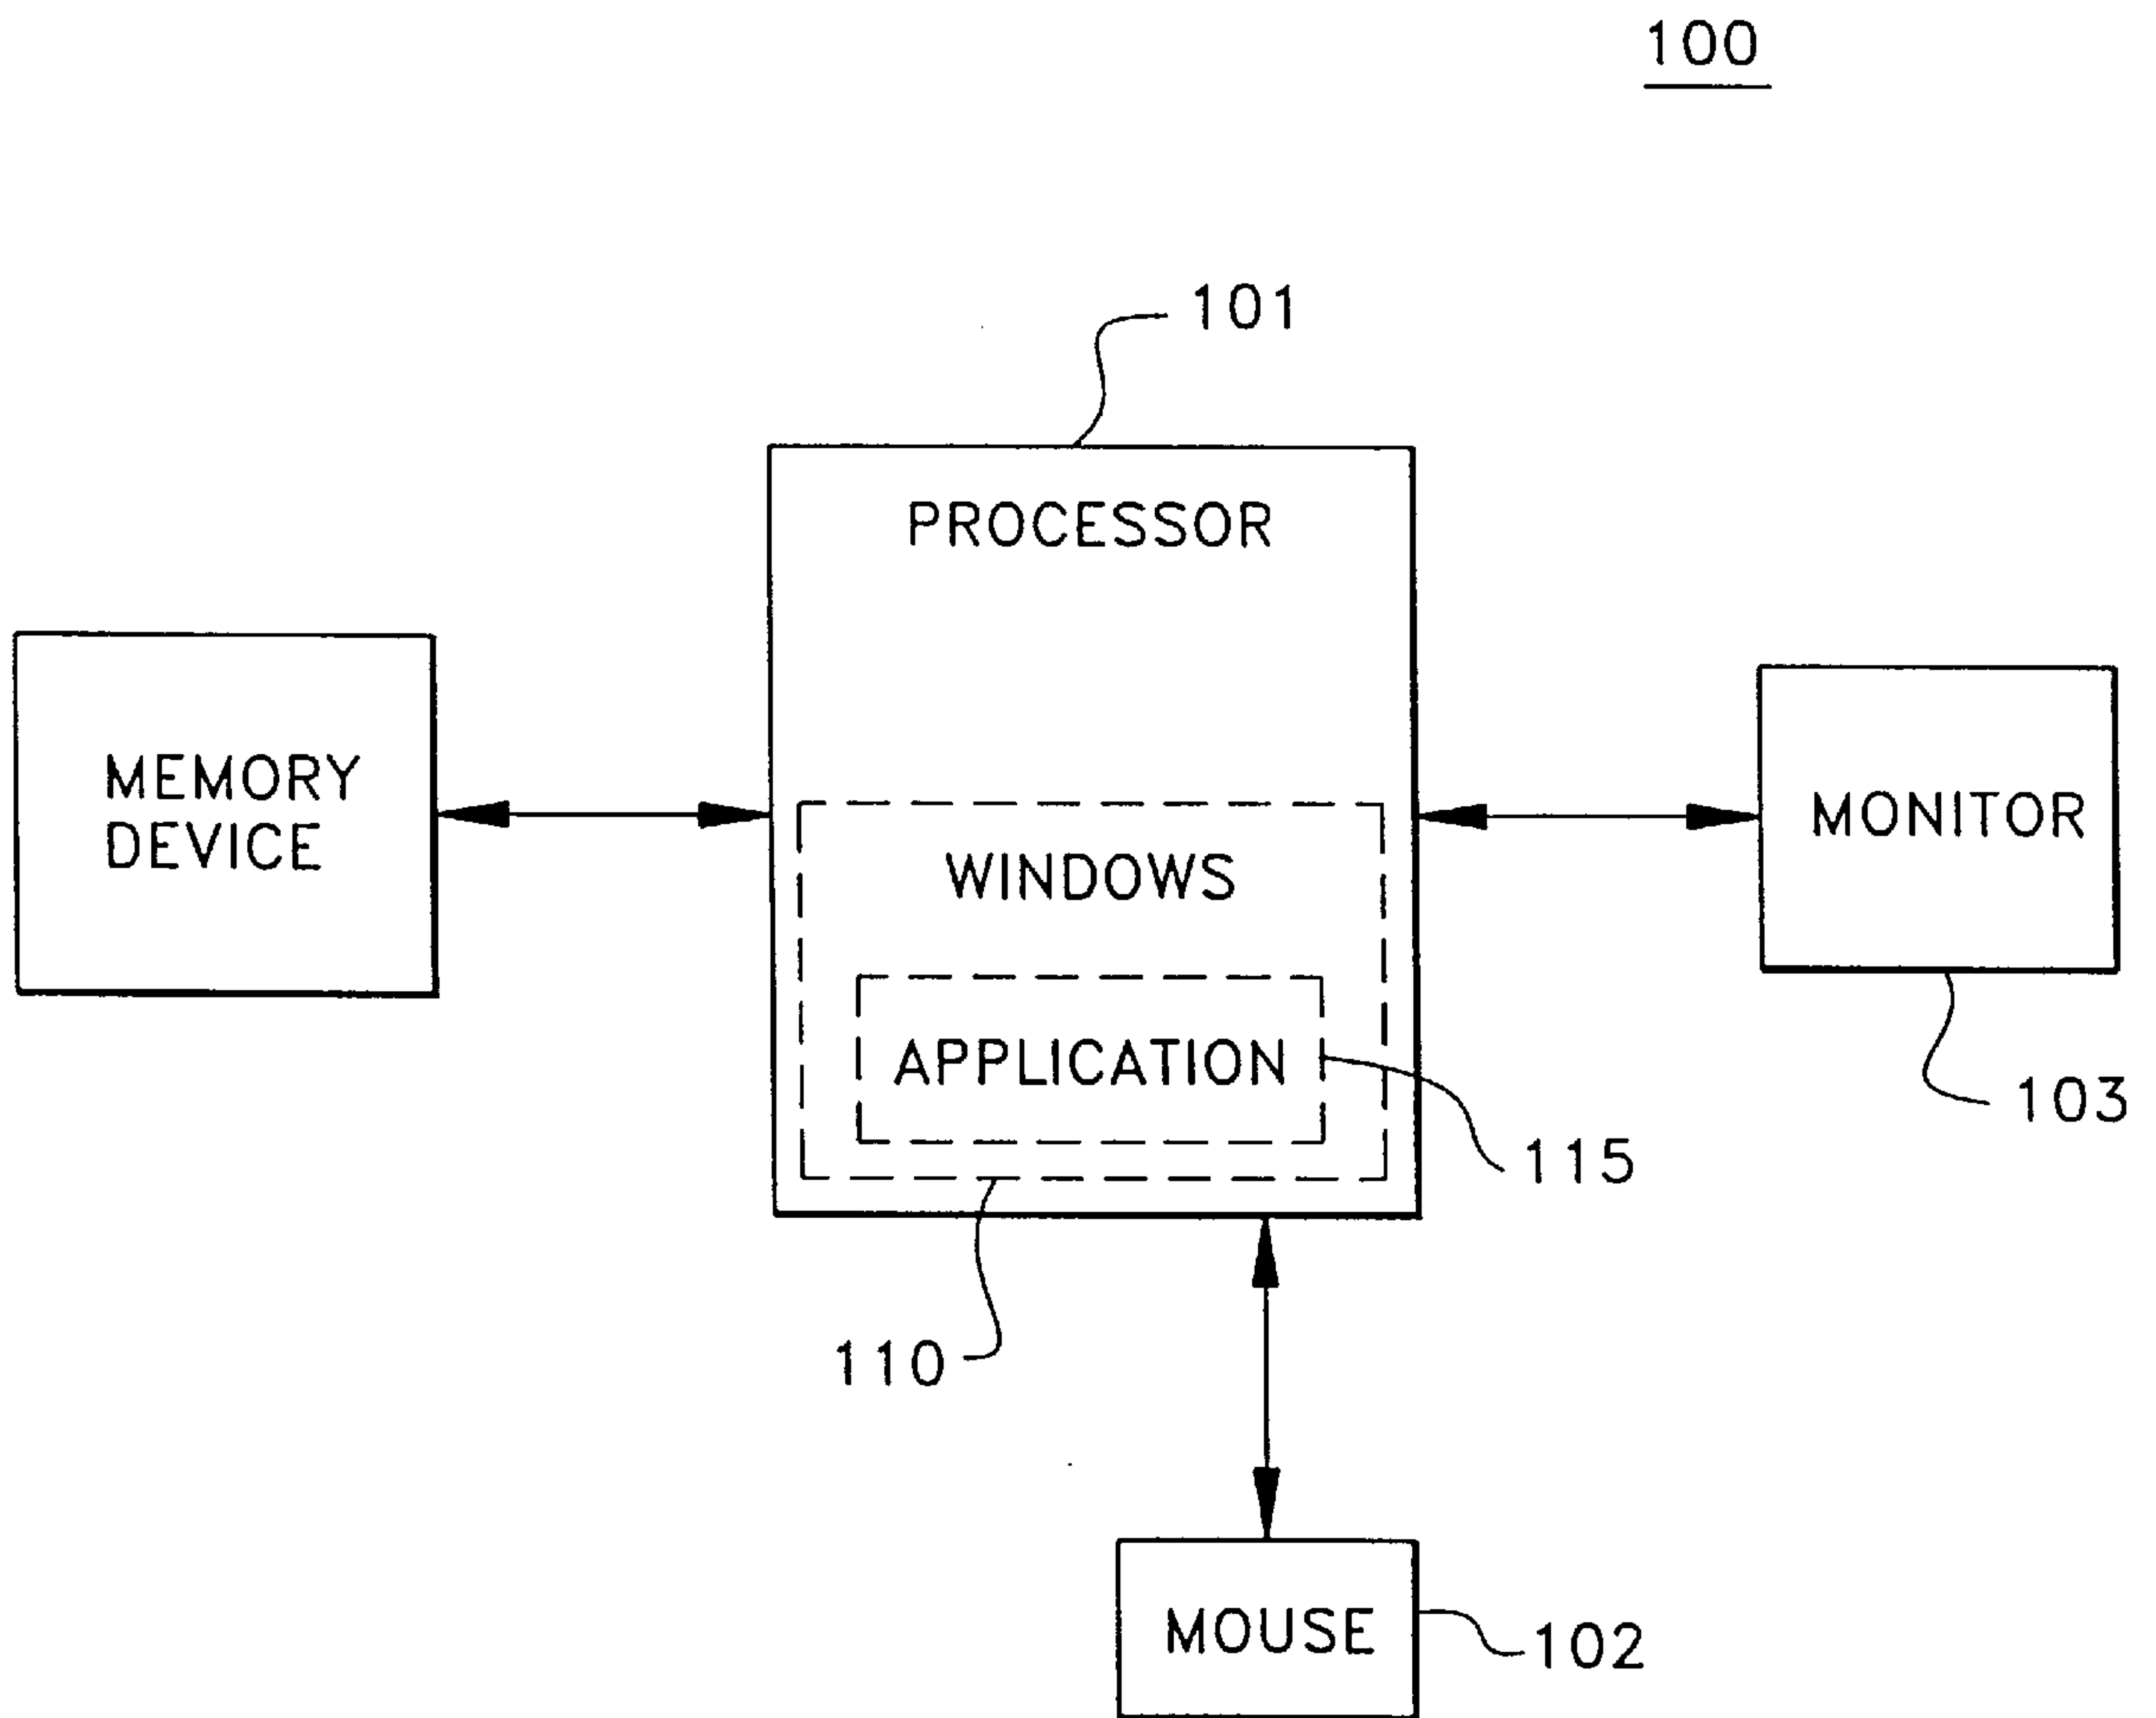 100
101
PROCESSOR
MEMORY
DEVICE
MONITOR
WINDOWS
APPLICATION
103
115
110
MOUSE
102